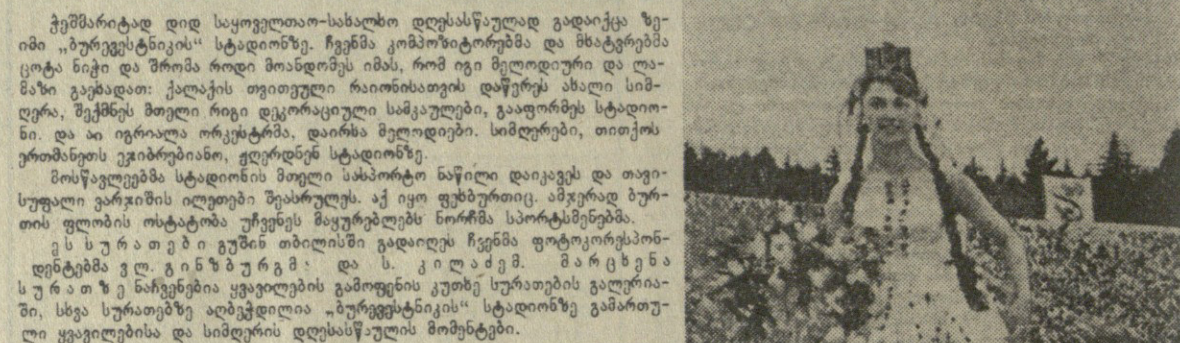 ჭეშმარიტად დიდ საყოველთაო-სახალხო დღესასწაულად გადაიქცა ზე-
იმი „ბურევესტნიკის“ სტადიონზე. ჩვენმა კომპოზიტორებმა და მხატვრებმა
ცოტა ნიჭი და შრომა როდი მოანდომეს იმას, რომ იგი მელოდიური და ლა-
მაზი გაეხადათ: ქალაქის თვითეული რაიონისათვის დაწერეს ახალი სიმ-
ღერა, შექმნეს მთელი რიგი დეკორაციული სამკაულები, გააფორმეს სტადიო-
ნი. და აი იგრიალა ორკესტრმა, დაირხა მელოდიები. სიმღერები, თითქოს
ერთმანეთს ეჯიბრებიანო, ჟღერდნენ სტადიონზე.
მოსწავლეებმა სტადიონის მთელი სასპორტო ნაწილი დაიკავეს და თავი-
სუფალი ვარჯიშის ილეთები შეასრულეს. აქ იყო ფეხბურთიც. ამჯერად ბურ-
თის ფლობის ოსტატობა უჩვენეს მაყურებლებს ნორჩმა სპორტსმენებმა.
ეს სურათები გუშინ თბილისში გადაიღეს ჩვენმა ფოტოკორესპონ-
დენტებმა ვლ. გინზბურგმ. და ს. კილაძემ. მარცხენა
სურათზე ნაჩვენებია ყვავილების გამოფენის კუთხე სურათების გალერია-
ში, სხვა სურათებზე აღბეჭდილია „ბურევესტნიკის“ სტადიონზე გამართუ-
ლი ყვავილებისა და სიმღერის დღესასწაულის მომენტები.